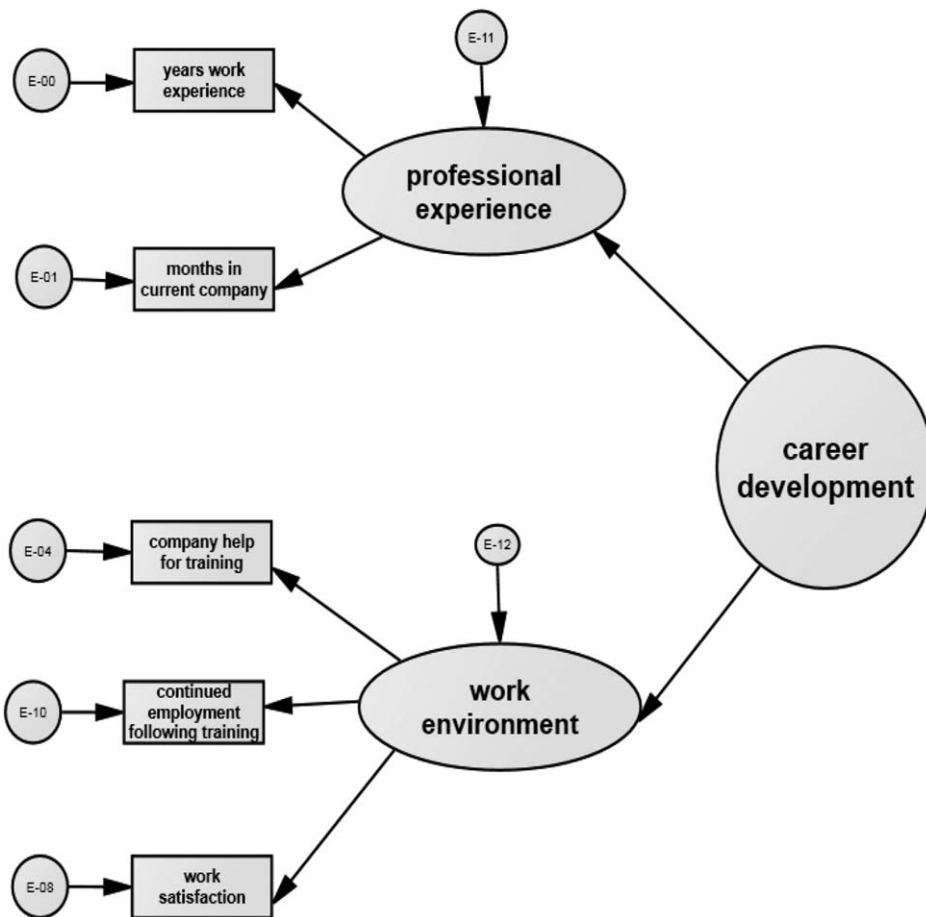 E-11
E-00
years work
experience
professional
experience
E-01
months in
current company
career
development
E-04
company help
for training
E-12
E-10
continued
employment
following training
work
environment
E-08
work
satisfaction